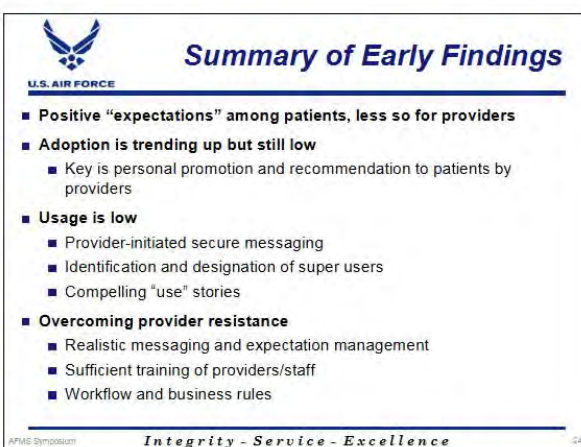 U.S. AIR FORCE
Summary of Early Findings
Positive “expectations” among patients, less so for providers
Adoption is trending up but still low
Key is personal promotion and recommendation to patients by
providers
Usage is low
Provider-initiated secure messaging
Identification and designation of super users
Compelling “use” stories
Overcoming provider resistance
Realistic messaging and expectation management
Sufficient training of providers/staff
Workflow and business rules
AFMS Symposium
Integrity - Service - Excellence
24